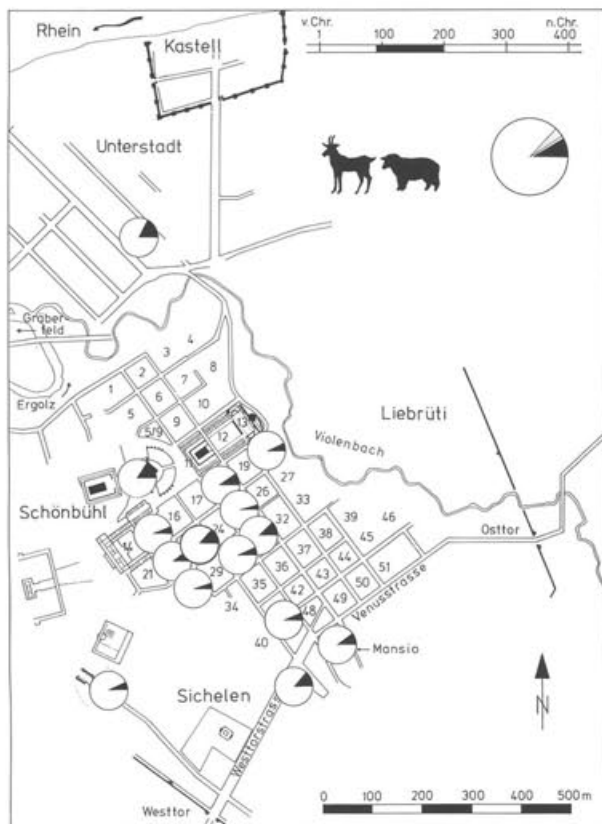 Rhein
Kastell
v. Chr.
n. Chr.
1 100 200 300 400
Unterstadt
Gräber-
feld
Ergolz
1
2
3
4
5
6
7
8
9
10
5/9
11
12
13
Violenbach
Liebrüti
Schönbühl
14
16
17
19
21
24
26
27
29
32
33
34
35
36
37
38
39
40
42
43
44
45
46
48
49
50
51
Osttor
Venusstrasse
Mansio
Sichelen
Westtorstrasse
Westtor
N
0 100 200 300 400 500 m